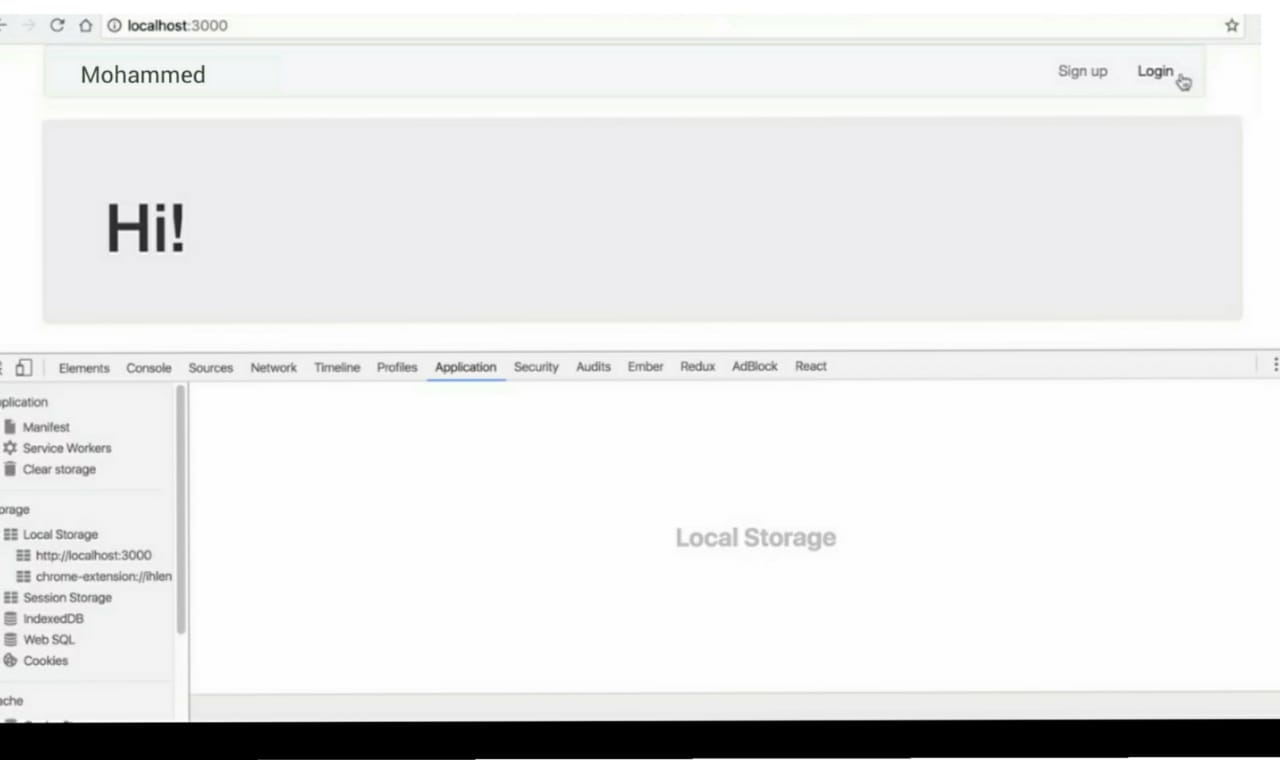 localhost:3000
Mohammed Sign up Login
Hi!
Elements Console Sources Network Timeline Profiles Application Security Audits Ember Redux AdBlock React
plication
Manifest
Service Workers
Clear storage
orage
Local Storage
http://localhost:3000
chrome-extension://ihlen
Session Storage
IndexedDB
Web SQL
Cookies
ache
Local Storage